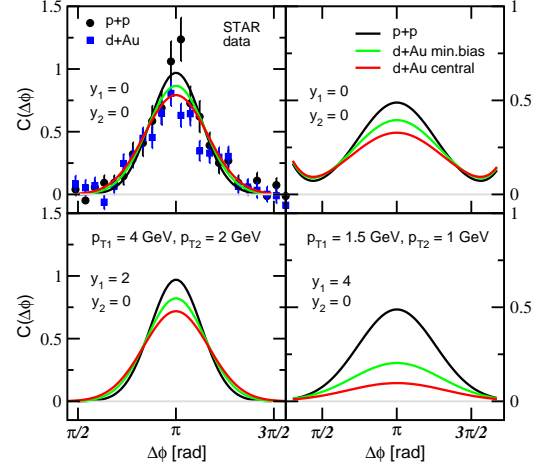 p+p
d+Au
STAR
data
y1 = 0
y2 = 0
1.5
1
0.5
0
C(Δϕ)
p+p
d+Au min.bias
d+Au central
y1 = 0
y2 = 0
1
0.5
0
pT1 = 4 GeV, pT2 = 2 GeV
y1 = 2
y2 = 0
1
0.5
0
C(Δϕ)
pT1 = 1.5 GeV, pT2 = 1 GeV
y1 = 4
y2 = 0
1
0.5
0
π/2 π 3π/2
Δϕ [rad]
π/2 π 3π/2
Δϕ [rad]